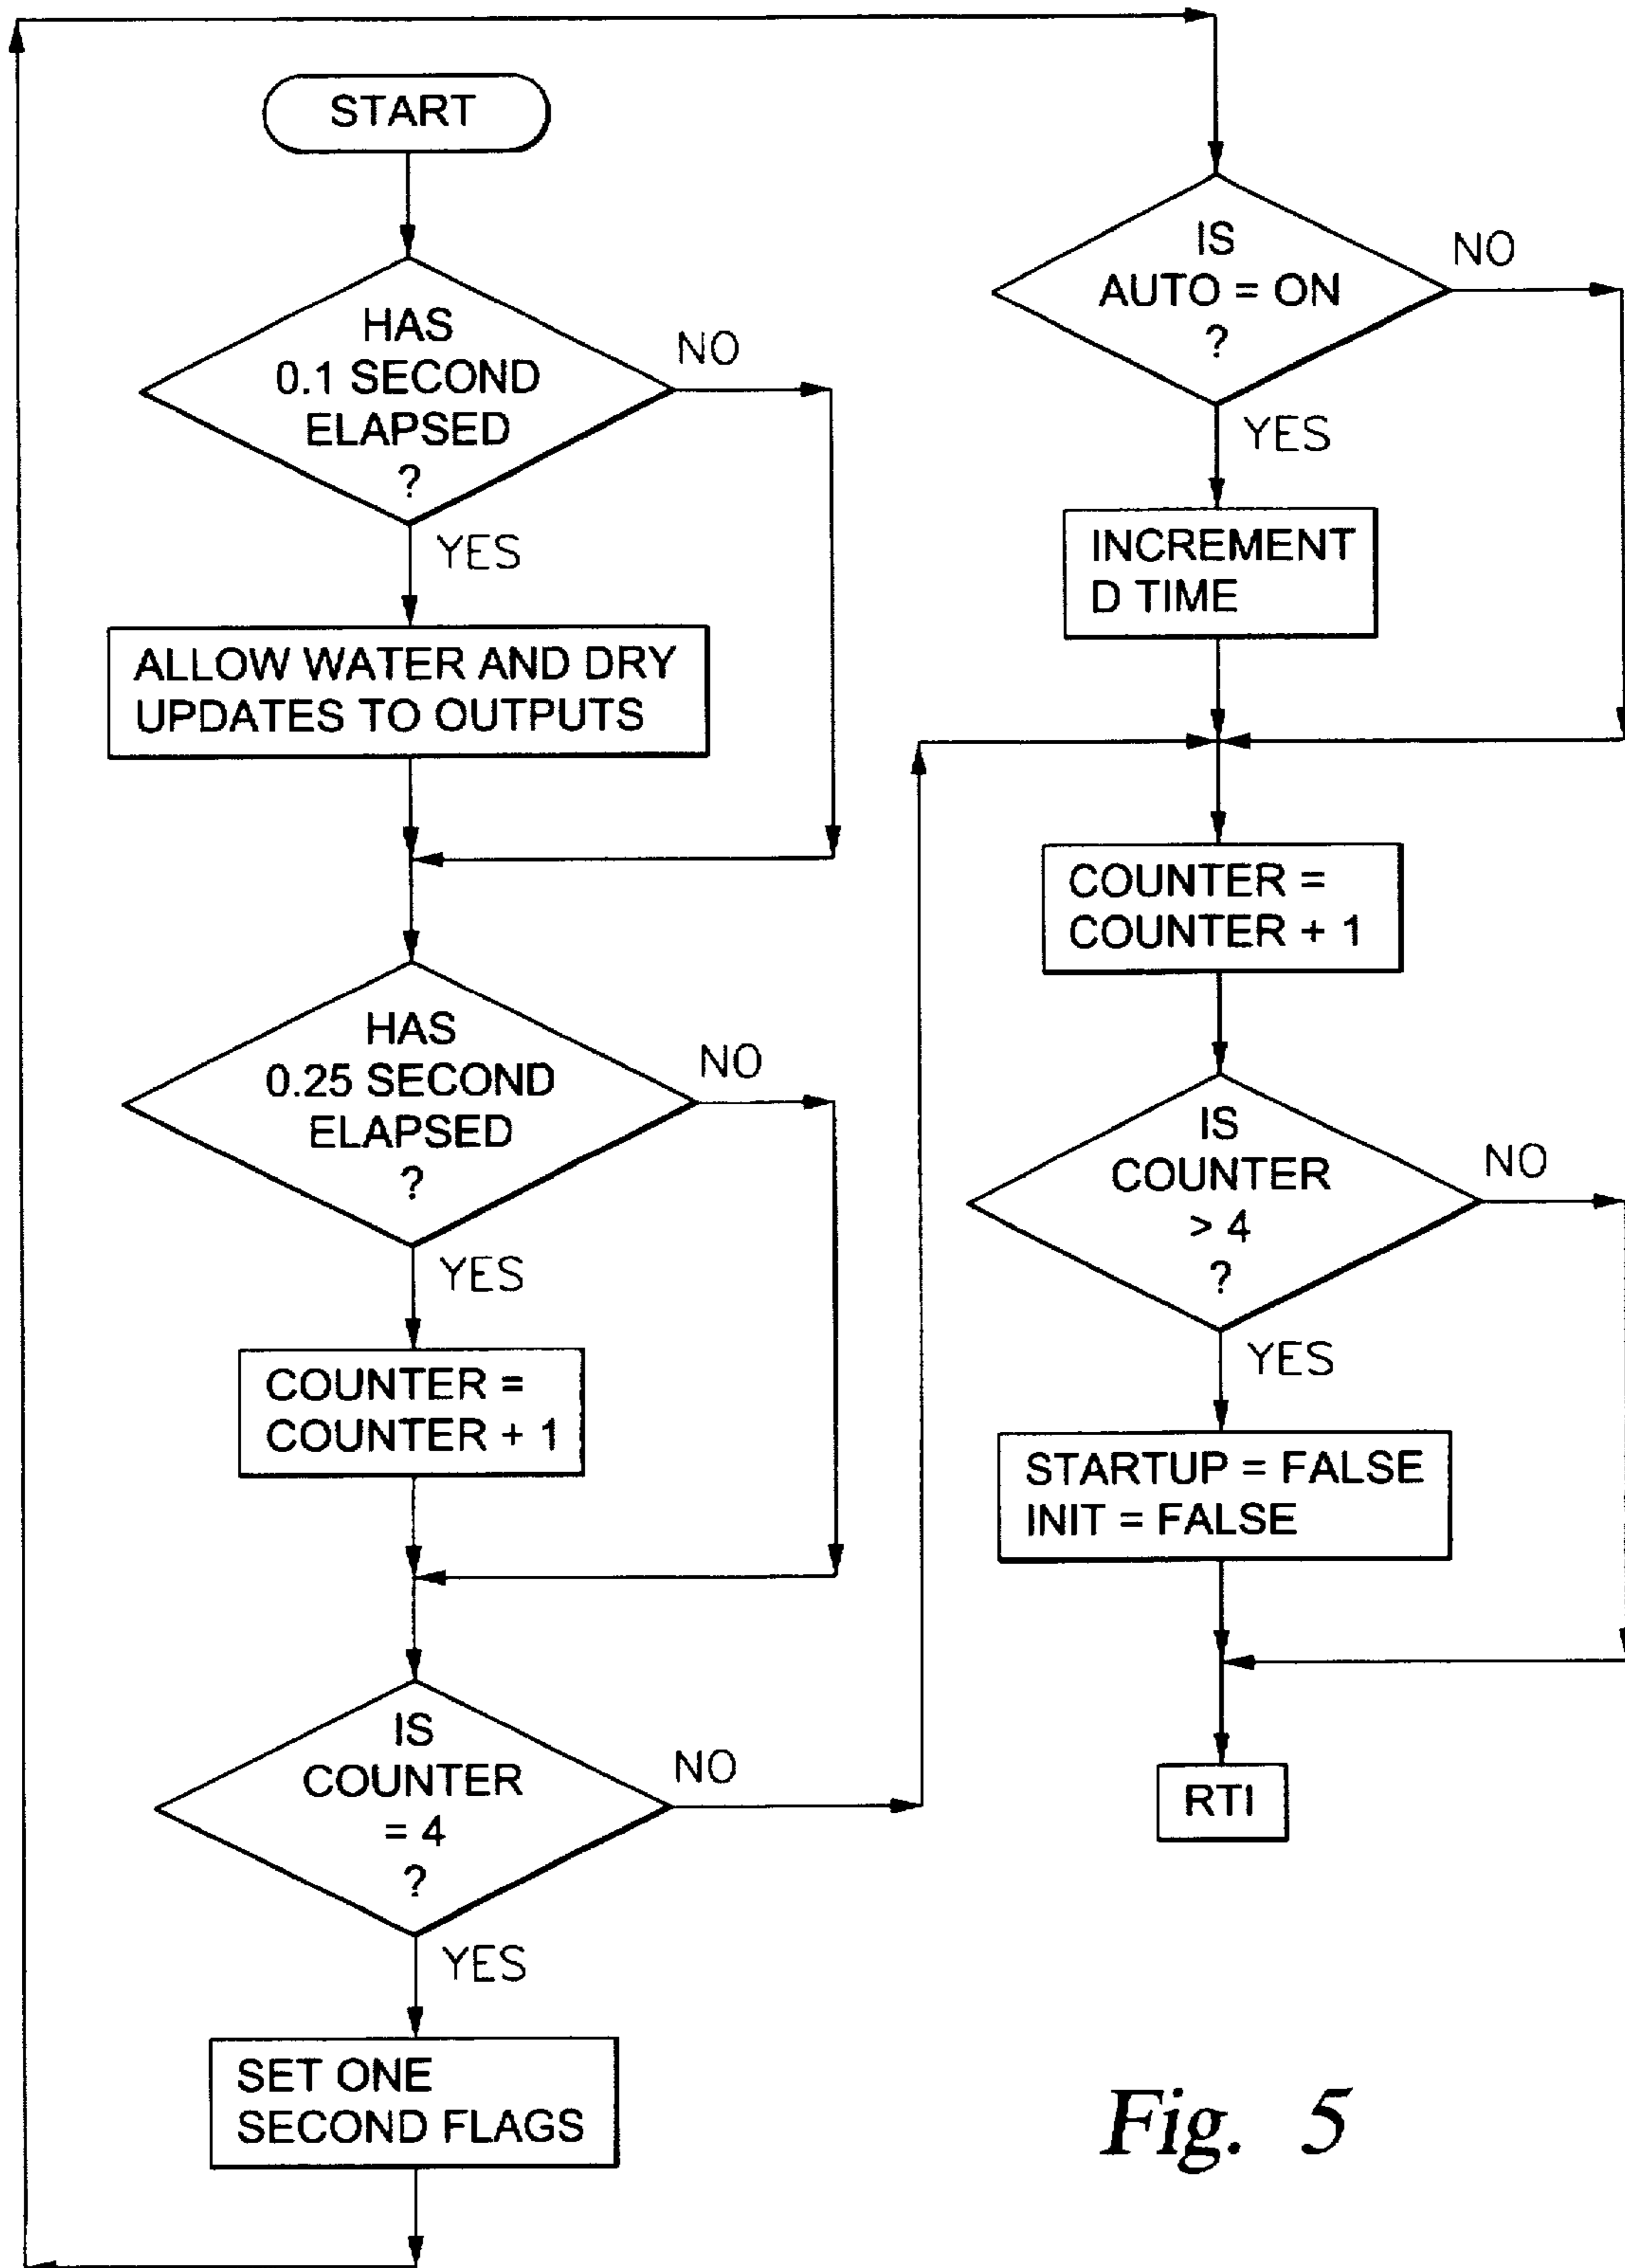 START
HAS
0.1 SECOND
ELAPSED
?
NO
YES
ALLOW WATER AND DRY
UPDATES TO OUTPUTS
HAS
0.25 SECOND
ELAPSED
?
NO
YES
COUNTER =
COUNTER + 1
IS
COUNTER
= 4
?
NO
YES
SET ONE
SECOND FLAGS
IS
AUTO = ON
?
NO
YES
INCREMENT
D TIME
COUNTER =
COUNTER + 1
IS
COUNTER
> 4
?
NO
YES
STARTUP = FALSE
INIT = FALSE
RTI
Fig. 5